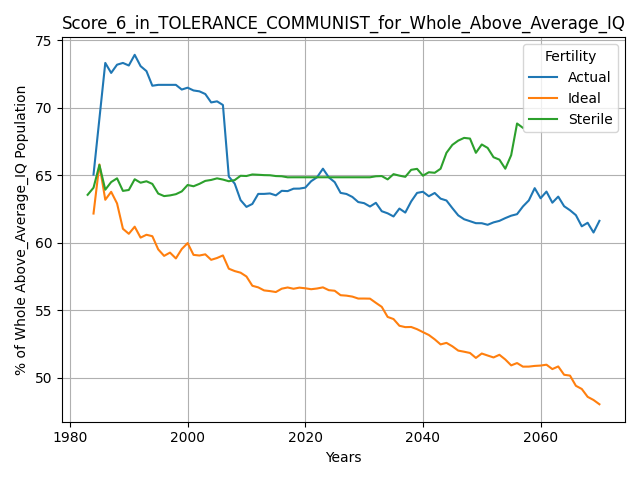 Score_6_in_TOLERANCE_COMMUNIST_for_Whole_Above_Average_IQ
% of Whole Above_Average_IQ Population
75
70
65
60
55
50
Fertility
Actual
Ideal
Sterile
1980
2000
2020
2040
2060
Years